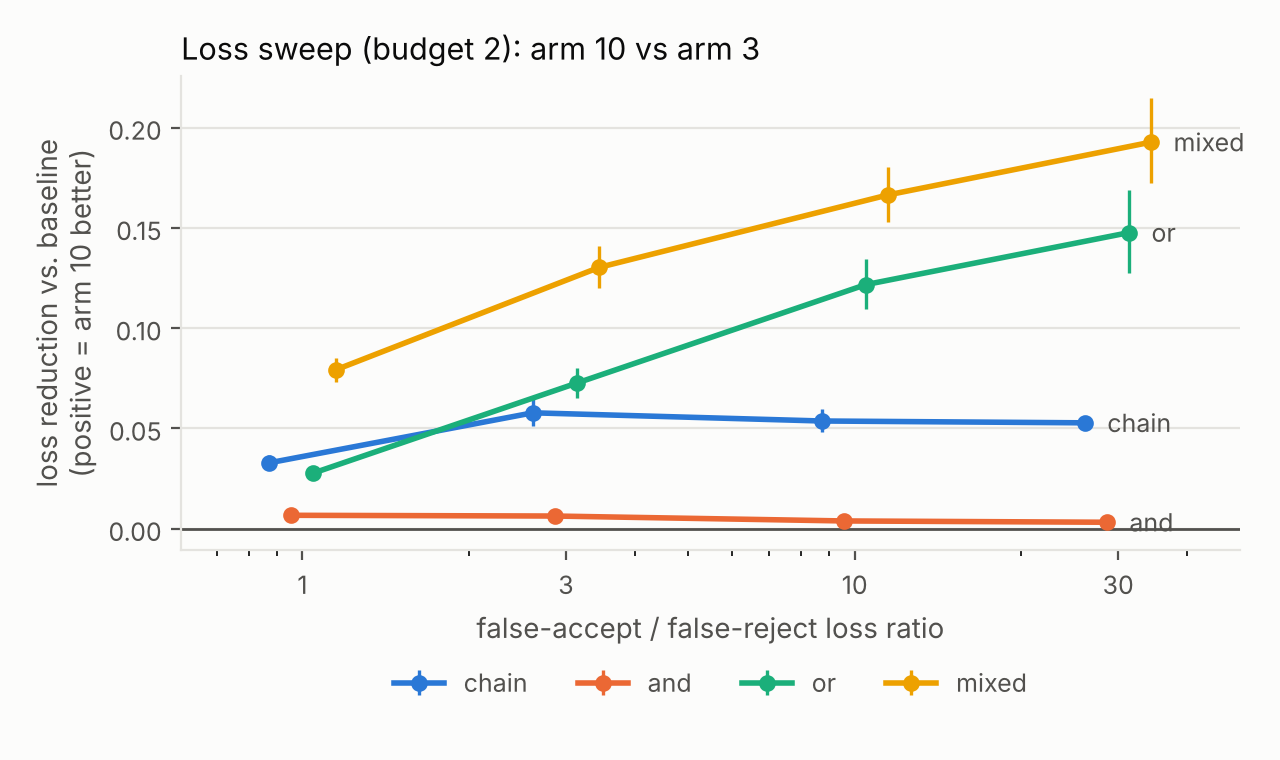 Loss sweep (budget 2): arm 10 vs arm 3
loss reduction vs. baseline
(positive = arm 10 better)
0.20
0.15
0.10
0.05
0.00
mixed
or
chain
and
1 3 10 30
false-accept / false-reject loss ratio
chain and or mixed